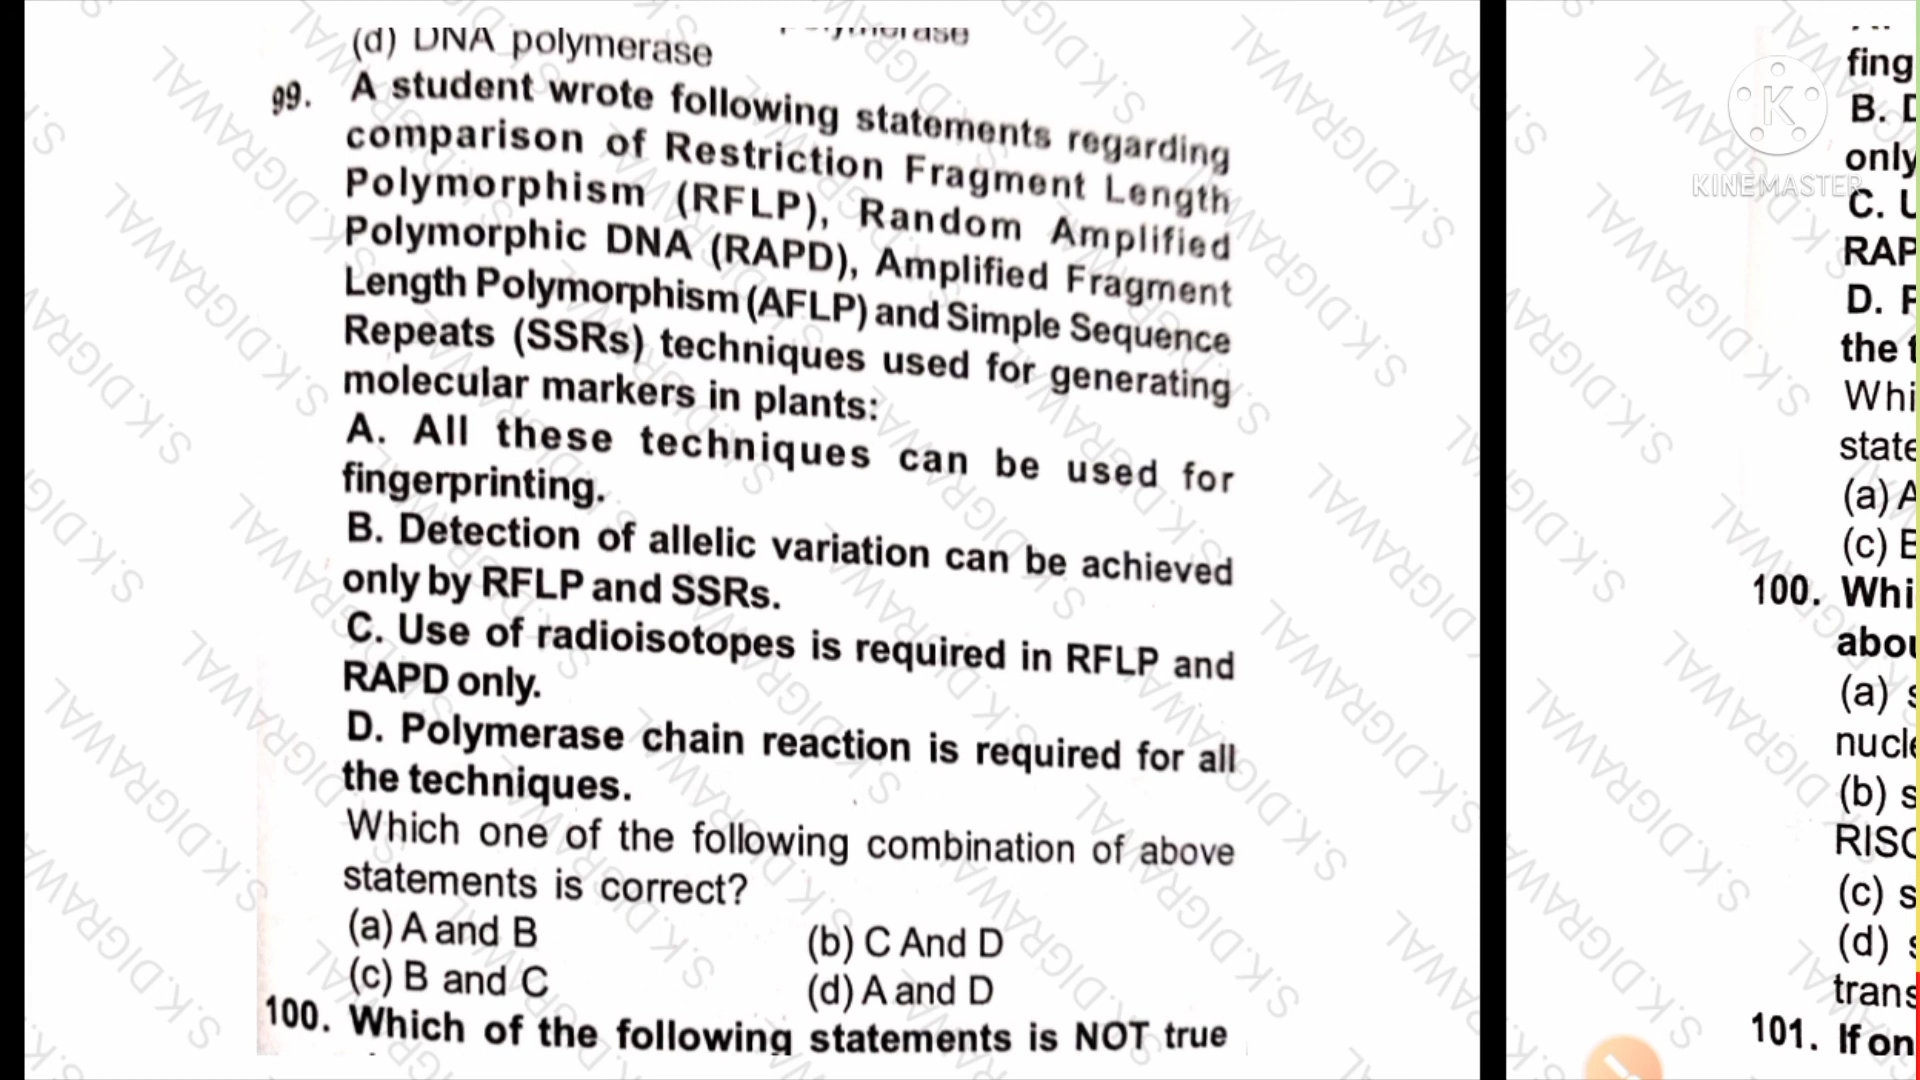 (d) DNA polymerase
99. A student wrote following statements regarding
comparison of Restriction Fragment Length
Polymorphism (RFLP), Random Amplified
Polymorphic DNA (RAPD), Amplified Fragment
Length Polymorphism (AFLP) and Simple Sequence
Repeats (SSRs) techniques used for generating
molecular markers in plants:
A. All these techniques can be used for
fingerprinting.
B. Detection of allelic variation can be achieved
only by RFLP and SSRs.
C. Use of radioisotopes is required in RFLP and
RAPD only.
D. Polymerase chain reaction is required for all
the techniques.
Which one of the following combination of above
statements is correct?
(a) A and B (b) C And D
(c) B and C (d) A and D
100. Which of the following statements is NOT true
K
KINEMASTER
fing
B. D
only
C. U
RAP
D. P
the t
Whi
state
(a) A
(c) B
100. Whi
abou
(a) s
nucle
(b) s
RISC
(c) s
(d) s
trans
101. If on
S.K.DIGRAWAL